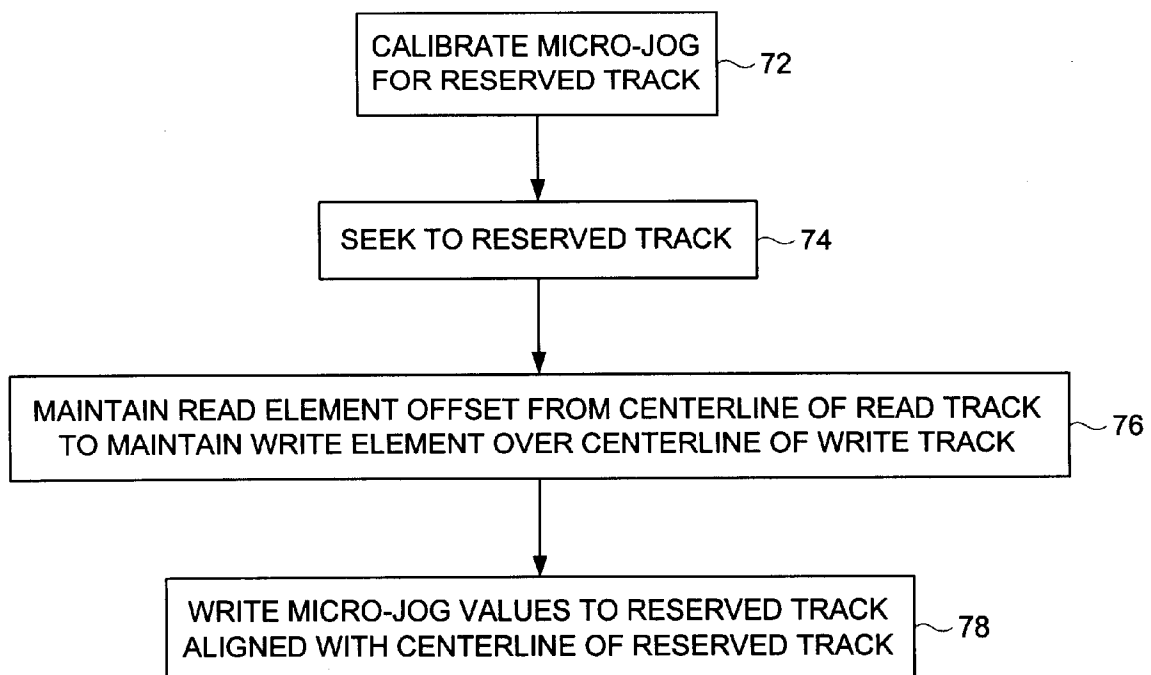 CALIBRATE MICRO-JOG
FOR RESERVED TRACK
72
SEEK TO RESERVED TRACK
74
MAINTAIN READ ELEMENT OFFSET FROM CENTERLINE OF READ TRACK
TO MAINTAIN WRITE ELEMENT OVER CENTERLINE OF WRITE TRACK
76
WRITE MICRO-JOG VALUES TO RESERVED TRACK
ALIGNED WITH CENTERLINE OF RESERVED TRACK
78